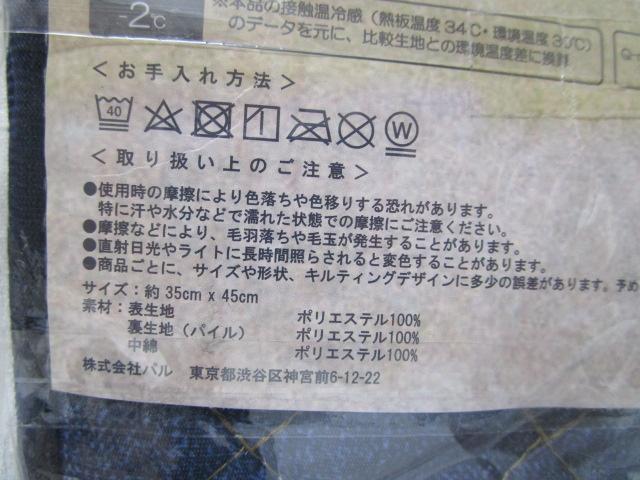 -2℃
※本品の接触温冷感（熱板温度34℃・環境温度30℃）
のデータを元に、比較生地との環境温度差に換算
＜お手入れ方法＞
40 W
＜取り扱い上のご注意＞
●使用時の摩擦により色落ちや色移りする恐れがあります。
特に汗や水分などで濡れた状態での摩擦にご注意ください。
●摩擦などにより、毛羽落ちや毛玉が発生することがあります。
●直射日光やライトに長時間照らされると変色することがあります。
●商品ごとに、サイズや形状、キルティングデザインに多少の誤差があります。予め
サイズ：約 35cm x 45cm
素材：表生地 ポリエステル100%
裏生地（パイル） ポリエステル100%
中綿 ポリエステル100%
株式会社パル 東京都渋谷区神宮前6-12-22